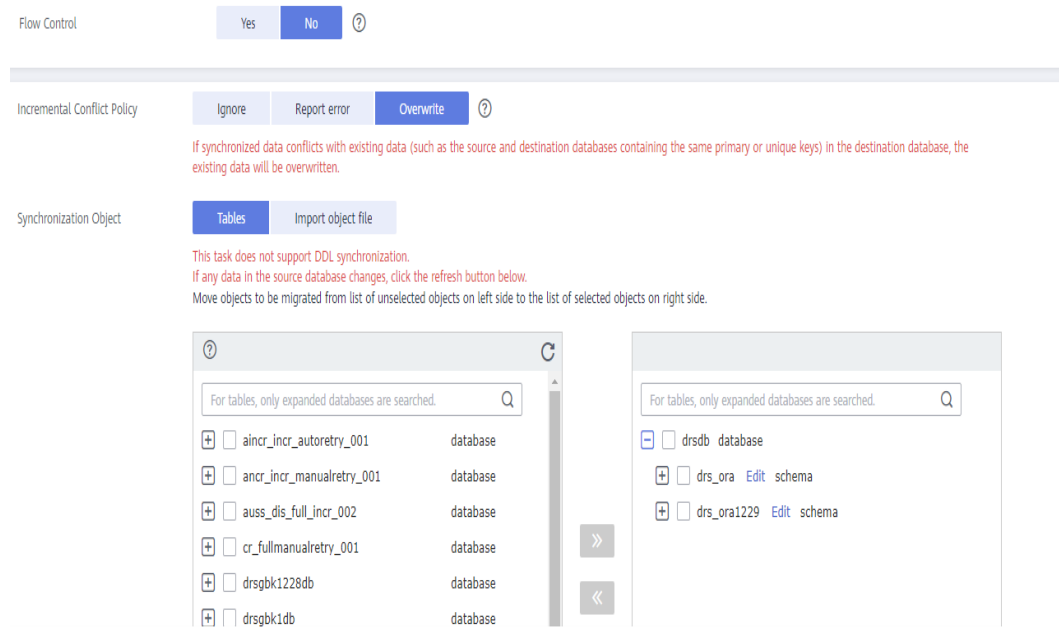 Flow Control Yes No ?
Incremental Conflict Policy Ignore Report error Overwrite ?
If synchronized data conflicts with existing data (such as the source and destination databases containing the same primary or unique keys) in the destination database, the
existing data will be overwritten.
Synchronization Object Tables Import object file
This task does not support DDL synchronization.
If any data in the source database changes, click the refresh button below.
Move objects to be migrated from list of unselected objects on left side to the list of selected objects on right side.
?
For tables, only expanded databases are searched.
aincr_incr_autoretry_001 database
ancr_incr_manualretry_001 database
auss_dis_full_incr_002 database
cr_fullmanualretry_001 database
drsgbk1228db database
drsgbk1db database
» 
«
For tables, only expanded databases are searched.
drsdb database
drs_ora Edit schema
drs_ora1229 Edit schema